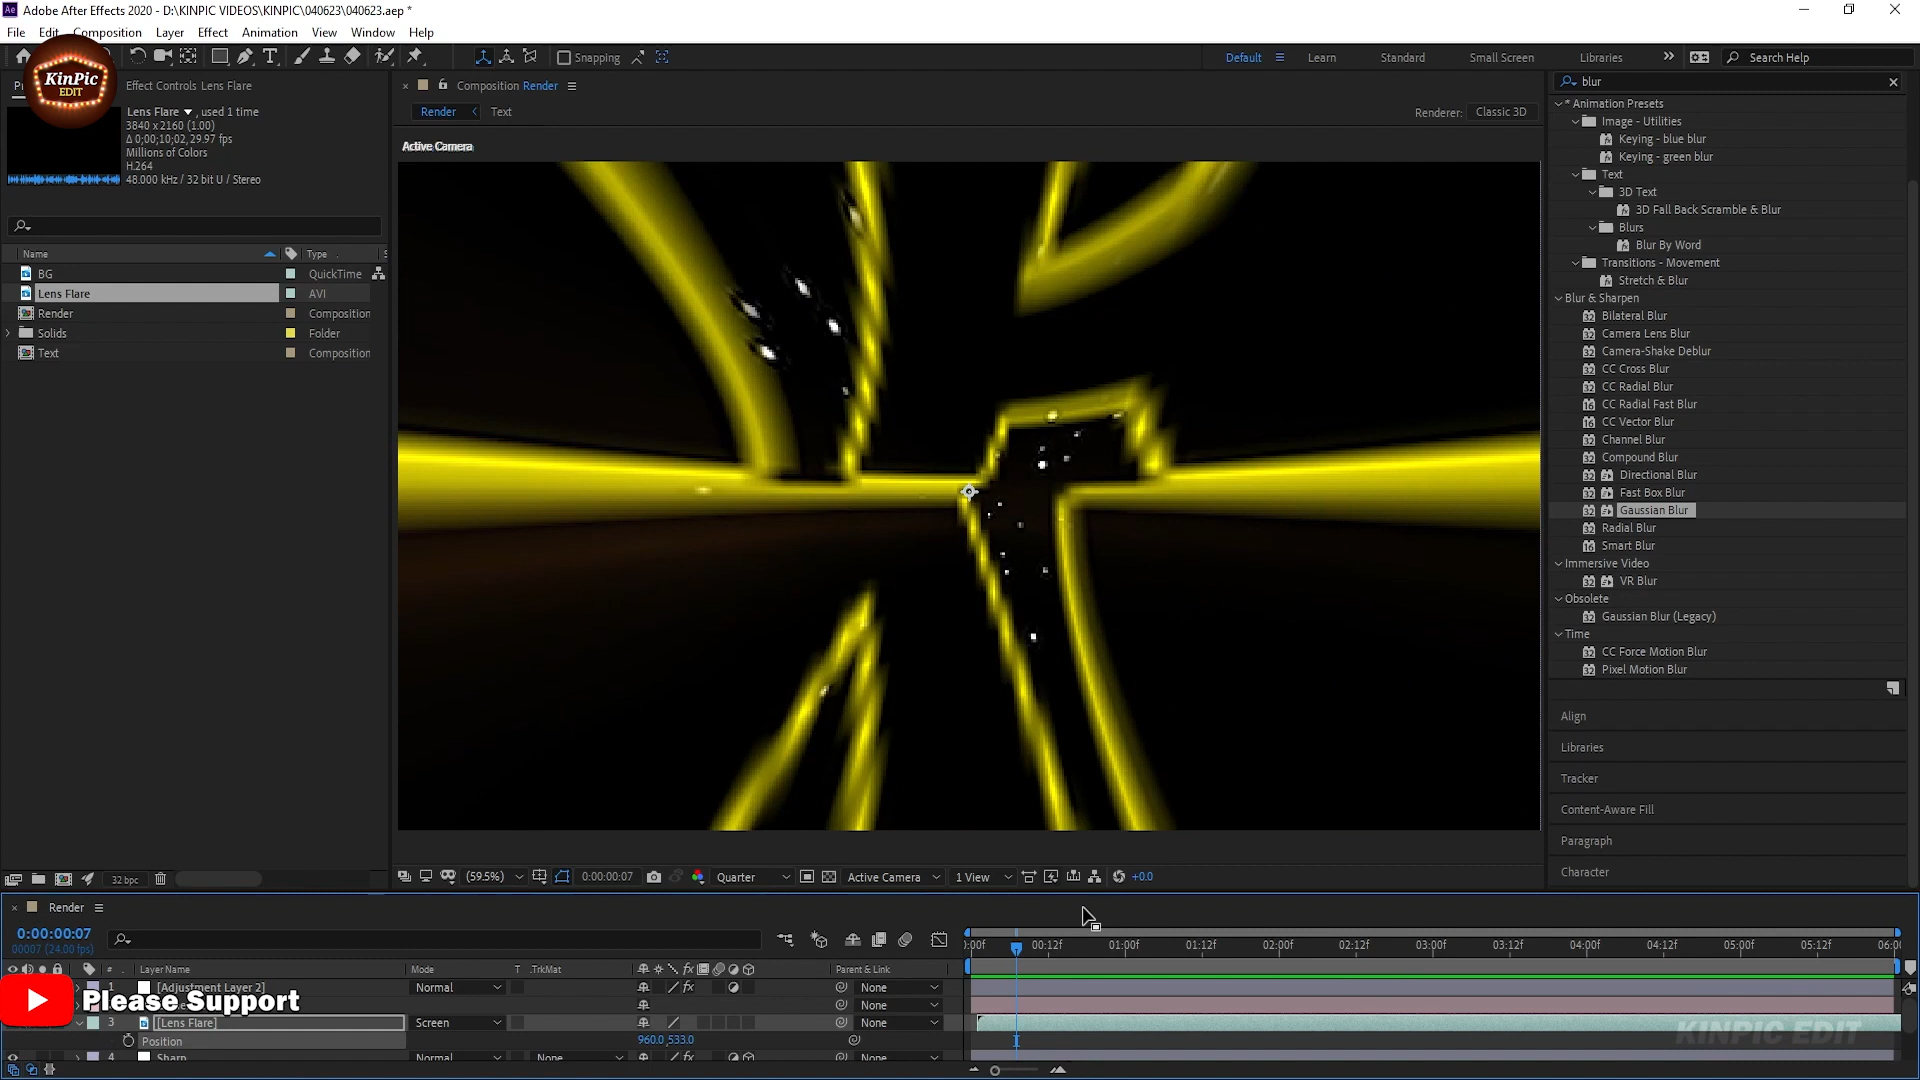 Adobe After Effects 2020 - D:\KINPIC VIDEOS\KINPIC\040623\040623.aep *
File Edit Composition Layer Effect Animation View Window Help
Snapping
Default Learn Standard Small Screen Libraries Search Help
KinPic
EDIT
Effect Controls Lens Flare
Lens Flare , used 1 time
3840 x 2160 (1.00)
Δ 0;00;10;02, 29.97 fps
Millions of Colors
H.264
48.000 kHz / 32 bit U / Stereo
Name Type
BG QuickTime
Lens Flare AVI
Render Composition
Solids Folder
Text Composition
32 bpc
Composition Render
Render Text
Renderer: Classic 3D
Active Camera
(59.5%) 0:00:00:07 Quarter Active Camera 1 View +0.0
blur
* Animation Presets
Image - Utilities
Keying - blue blur
Keying - green blur
Text
3D Text
3D Fall Back Scramble & Blur
Blurs
Blur By Word
Transitions - Movement
Stretch & Blur
Blur & Sharpen
Bilateral Blur
Camera Lens Blur
Camera-Shake Deblur
CC Cross Blur
CC Radial Blur
CC Radial Fast Blur
CC Vector Blur
Channel Blur
Compound Blur
Directional Blur
Fast Box Blur
Gaussian Blur
Radial Blur
Smart Blur
Immersive Video
VR Blur
Obsolete
Gaussian Blur (Legacy)
Time
CC Force Motion Blur
Pixel Motion Blur
Align
Libraries
Tracker
Content-Aware Fill
Paragraph
Character
Render
0:00:00:07
00007 (24.00 fps)
:00f 00:12f 01:00f 01:12f 02:00f 02:12f 03:00f 03:12f 04:00f 04:12f 05:00f 05:12f 06:0
# Layer Name Mode T .TrkMat Parent & Link
1 [Adjustment Layer 2] Normal None
None
Please Support
3 [Lens Flare] Screen None
Position 960.0,533.0
4 Sharp Normal None None
KINPIC EDIT